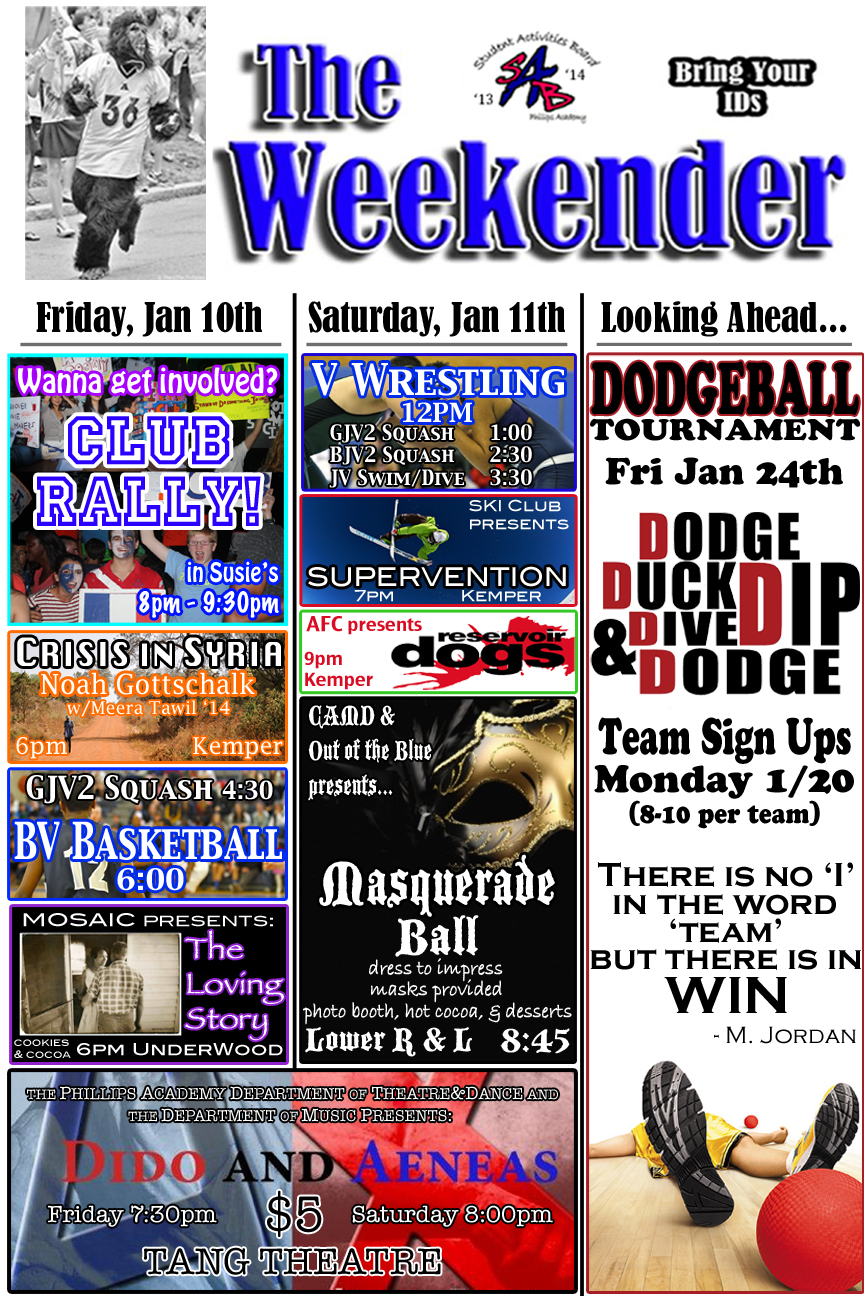 The
Weekender
Student Activities Board
'13 SAB '14
Phillips Academy
Bring Your
IDs
36
Friday, Jan 10th
Wanna get involved?
CLUB
RALLY!
in Susie's
8pm - 9:30pm
CRISIS IN SYRIA
Noah Gottschalk
w/Meera Tawil '14
6pm Kemper
GJV2 SQUASH 4:30
BV BASKETBALL
6:00
12
MOSAIC PRESENTS:
The
Loving
Story
COOKIES
& COCOA 6PM UNDERWOOD
Saturday, Jan 11th
V WRESTLING
12PM
GJV2 SQUASH 1:00
BJV2 SQUASH 2:30
JV SWIM/DIVE 3:30
SKI CLUB
PRESENTS
SUPERVENTION
7PM KEMPER
AFC presents
reservoir
dogs
9pm
Kemper
CAMD &
Out of the Blue
presents...
Masquerade
Ball
dress to impress
masks provided
photo booth, hot cocoa, & desserts
Lower R & L 8:45
THE PHILLIPS ACADEMY DEPARTMENT OF THEATRE&DANCE AND
THE DEPARTMENT OF MUSIC PRESENTS:
DIDO AND AENEAS
Friday 7:30pm $5 Saturday 8:00pm
TANG THEATRE
Looking Ahead...
DODGEBALL
TOURNAMENT
Fri Jan 24th
DODGE
DUCK DIP
& DIVE
DODGE
Team Sign Ups
Monday 1/20
(8-10 per team)
THERE IS NO 'I'
IN THE WORD
'TEAM'
BUT THERE IS IN
WIN
- M. JORDAN